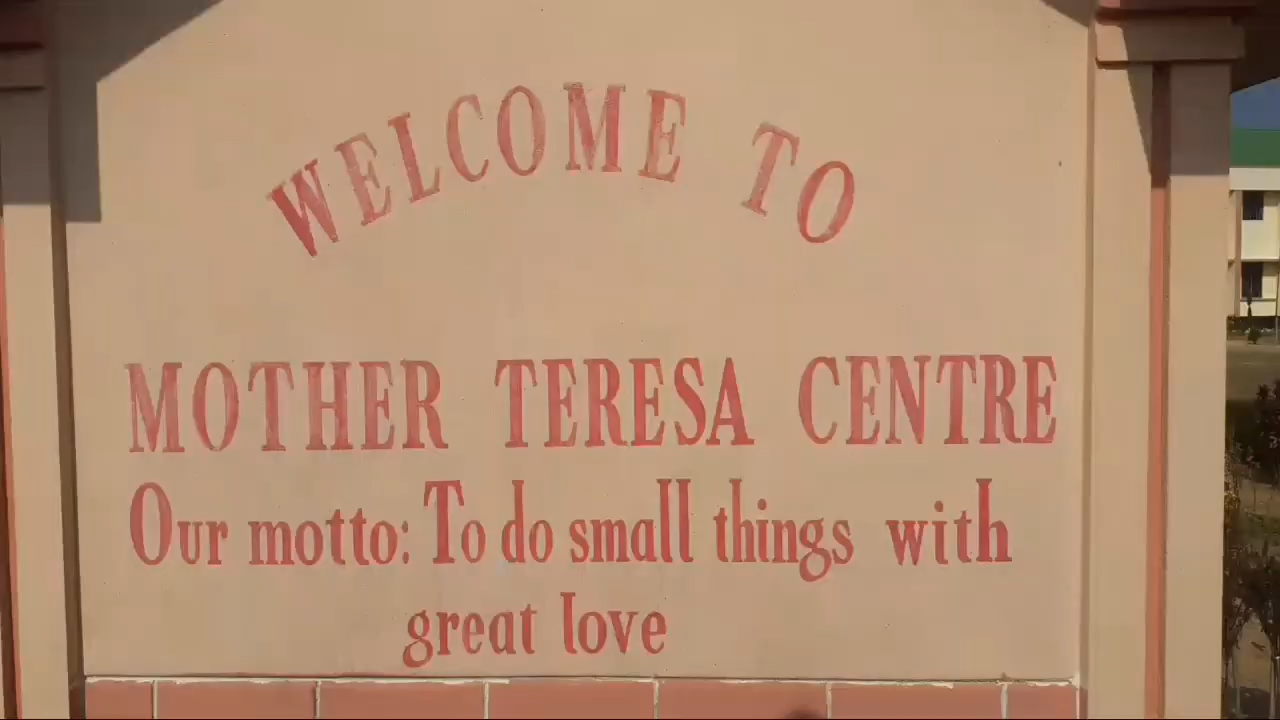 WELCOME TO
MOTHER TERESA CENTRE
Our motto: To do small things with
great love